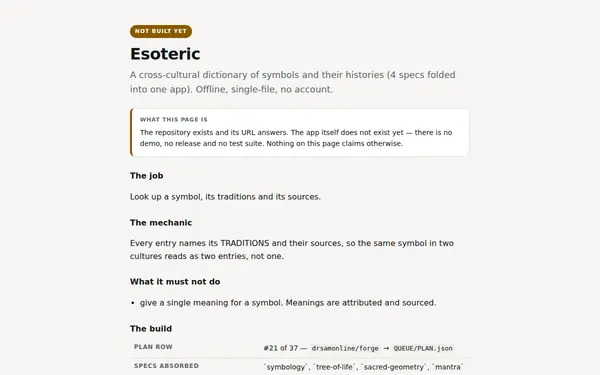 NOT BUILT YET
Esoteric
A cross-cultural dictionary of symbols and their histories (4 specs folded
into one app). Offline, single-file, no account.
WHAT THIS PAGE IS
The repository exists and its URL answers. The app itself does not exist yet — there is no
demo, no release and no test suite. Nothing on this page claims otherwise.
The job
Look up a symbol, its traditions and its sources.
The mechanic
Every entry names its TRADITIONS and their sources, so the same symbol in two
cultures reads as two entries, not one.
What it must not do
• give a single meaning for a symbol. Meanings are attributed and sourced.
The build
PLAN ROW #21 of 37 — drsamonline/forge → QUEUE/PLAN.json
SPECS ABSORBED `symbology`, `tree-of-life`, `sacred-geometry`, `mantra`